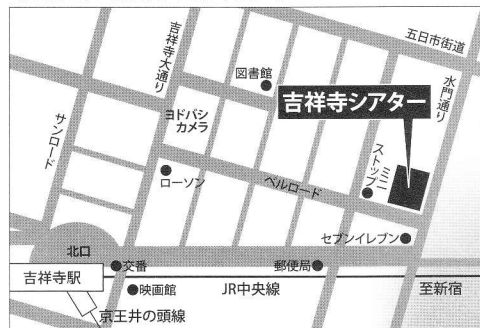 五日市街道
吉祥寺大通り
水門通り
図書館
吉祥寺シアター
サンロード
ヨドバシ
カメラ
ミニ
ストップ
ローソン
ベルロード
セブンイレブン
北口
交番
郵便局
吉祥寺駅
映画館
JR中央線
至新宿
京王井の頭線